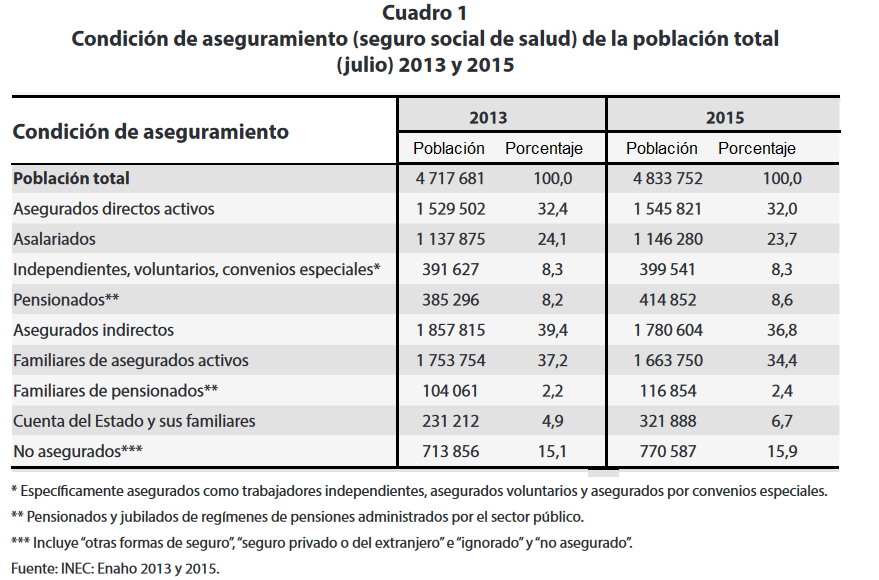 Cuadro 1
Condición de aseguramiento (seguro social de salud) de la población total
(julio) 2013 y 2015
Condición de aseguramiento 2013 2015
Población Porcentaje Población Porcentaje
Población total 4 717 681 100,0 4 833 752 100,0
Asegurados directos activos 1 529 502 32,4 1 545 821 32,0
Asalariados 1 137 875 24,1 1 146 280 23,7
Independientes, voluntarios, convenios especiales* 391 627 8,3 399 541 8,3
Pensionados** 385 296 8,2 414 852 8,6
Asegurados indirectos 1 857 815 39,4 1 780 604 36,8
Familiares de asegurados activos 1 753 754 37,2 1 663 750 34,4
Familiares de pensionados** 104 061 2,2 116 854 2,4
Cuenta del Estado y sus familiares 231 212 4,9 321 888 6,7
No asegurados*** 713 856 15,1 770 587 15,9
* Específicamente asegurados como trabajadores independientes, asegurados voluntarios y asegurados por convenios especiales.
** Pensionados y jubilados de regímenes de pensiones administrados por el sector público.
*** Incluye “otras formas de seguro”, “seguro privado o del extranjero” e “ignorado” y “no asegurado”.
Fuente: INEC: Enaho 2013 y 2015.